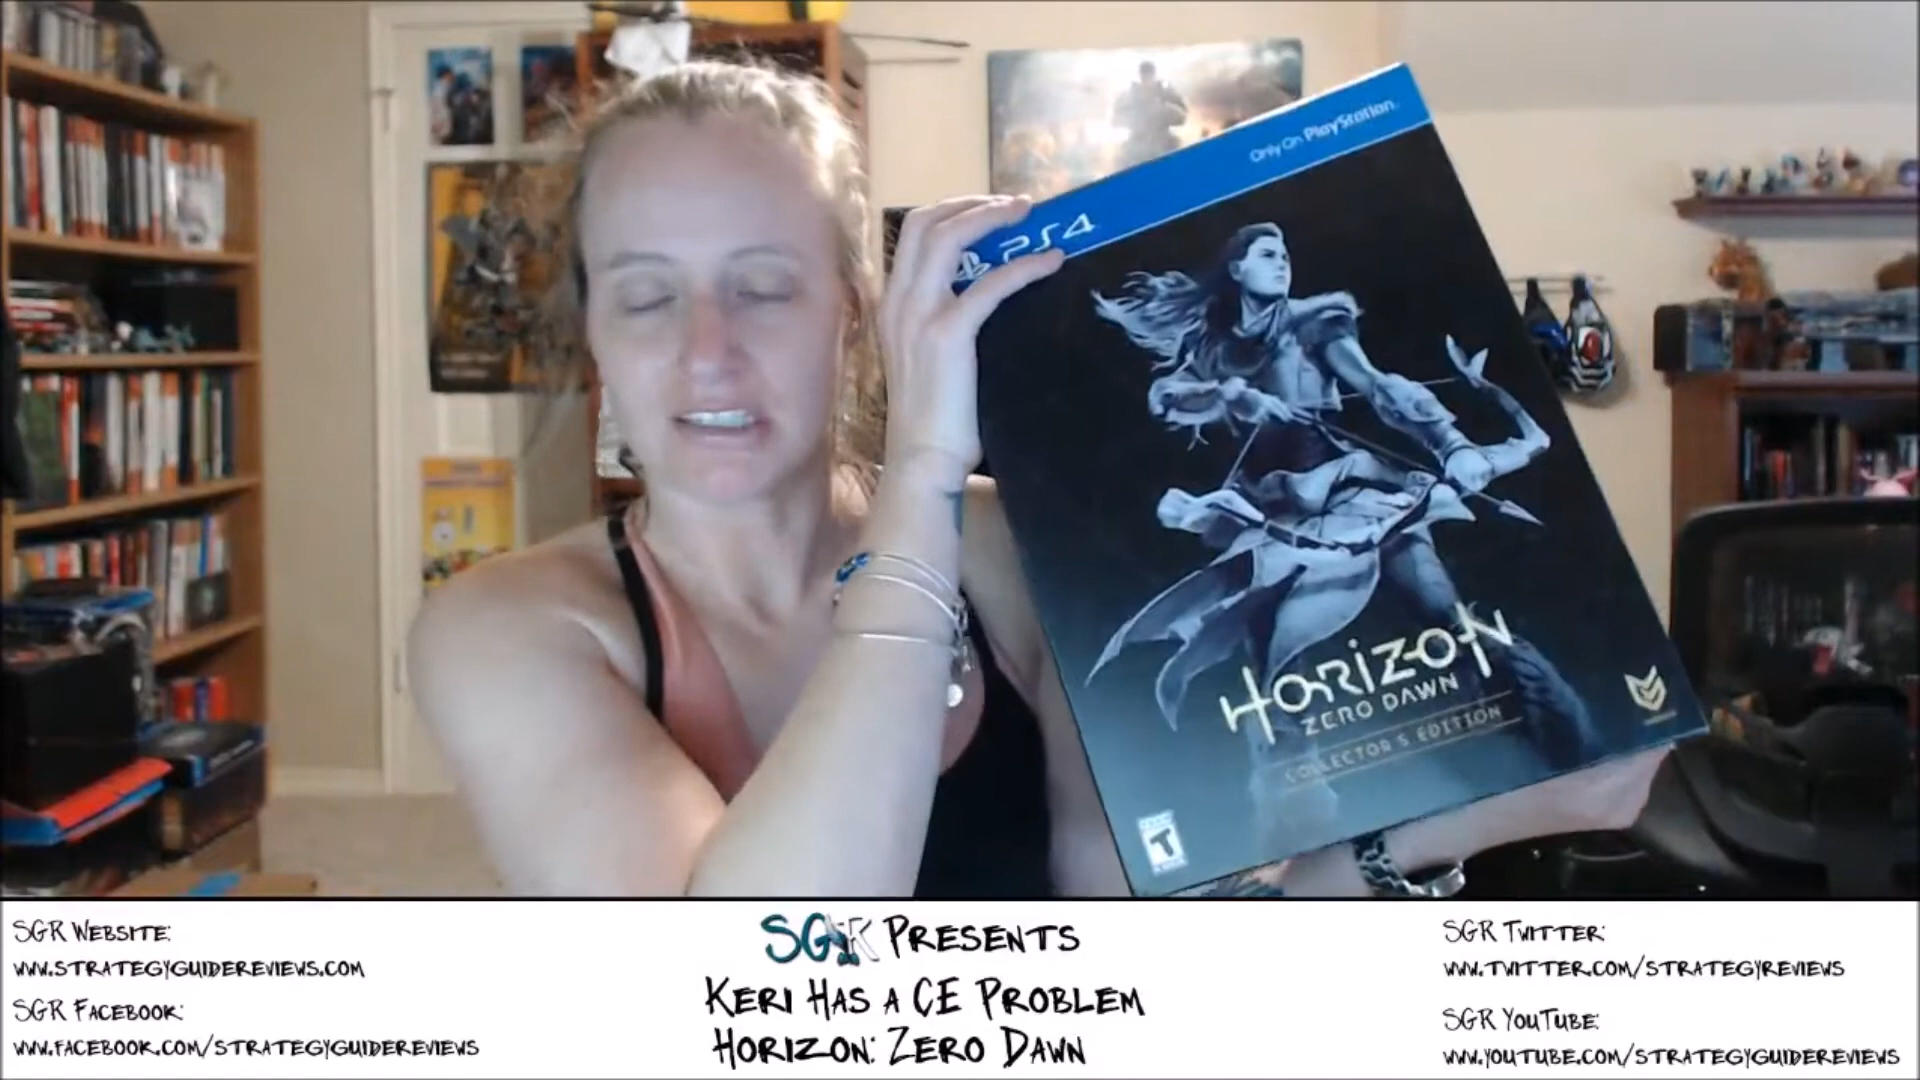 Only On PlayStation
PS4
HORIZON
ZERO DAWN
COLLECTOR'S EDITION
T
SGR WEBSITE:
WWW.STRATEGYGUIDEREVIEWS.COM
SGR FACEBOOK:
WWW.FACEBOOK.COM/STRATEGYGUIDEREVIEWS
SGR PRESENTS
KERI HAS A CE PROBLEM
HORIZON: ZERO DAWN
SGR TWITTER:
WWW.TWITTER.COM/STRATEGYREVIEWS
SGR YOUTUBE:
WWW.YOUTUBE.COM/STRATEGYGUIDEREVIEWS